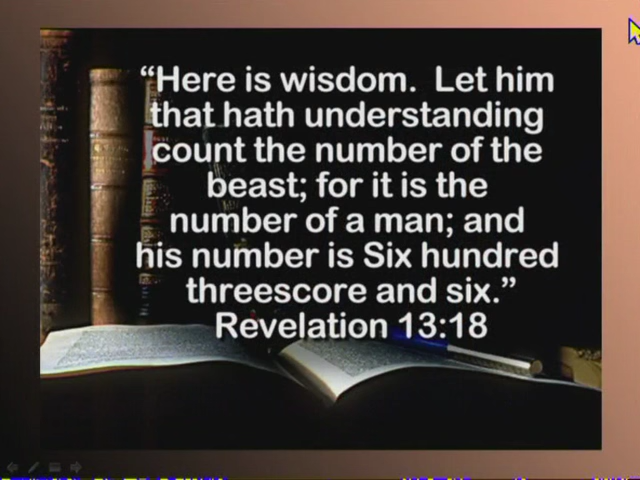 “Here is wisdom.  Let him
that hath understanding
count the number of the
beast; for it is the
number of a man; and
his number is Six hundred
threescore and six.”
Revelation 13:18